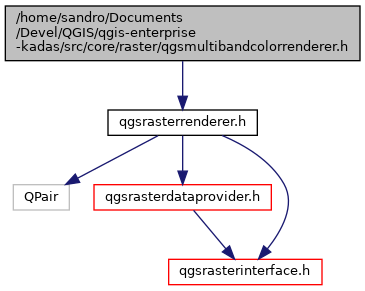 /home/sandro/Documents
/Devel/QGIS/qgis-enterprise
-kadas/src/core/raster/qgsmultibandcolorrenderer.h
qgsrasterrenderer.h
QPair
qgsrasterdataprovider.h
qgsrasterinterface.h